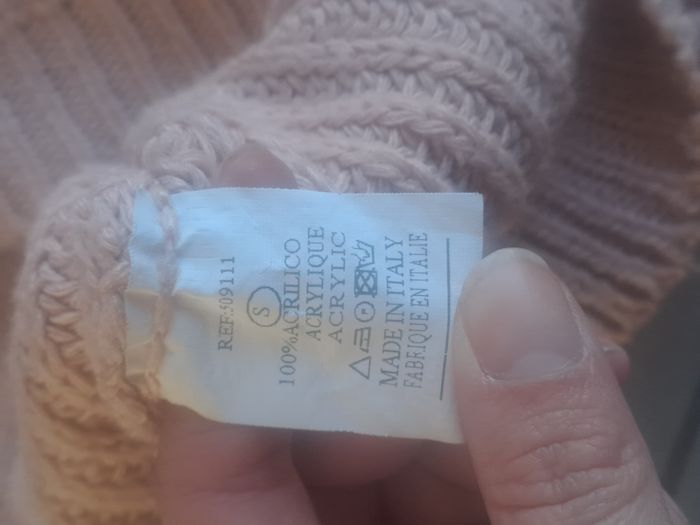 REF:509111
S
100%ACRILICO
ACRYLIQUE
ACRYLIC
P
MADE IN ITALY
FABRIQUE EN ITALIE